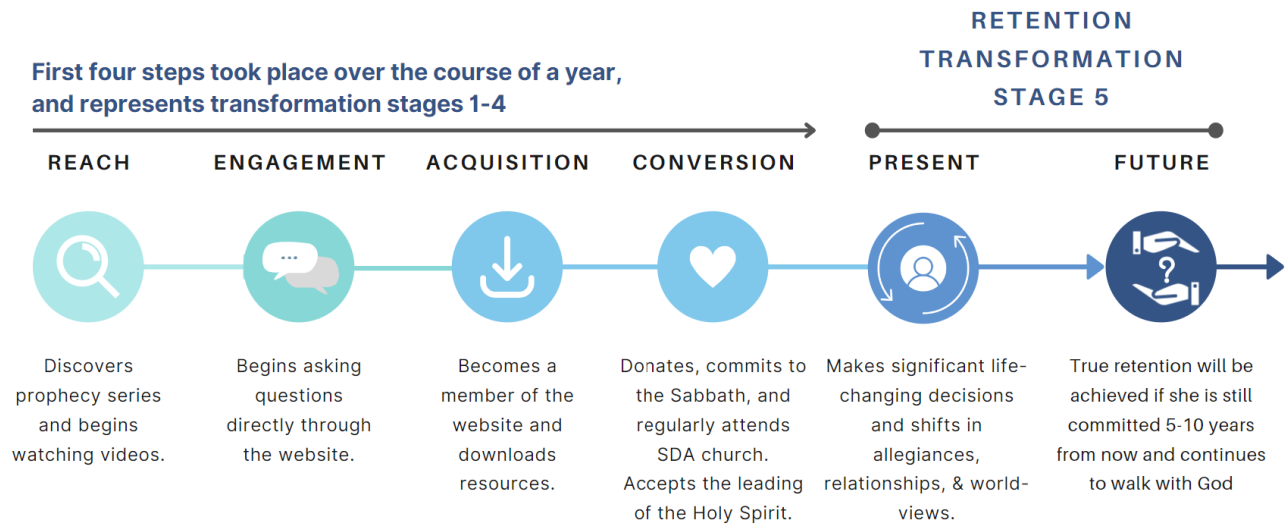 First four steps took place over the course of a year,
and represents transformation stages 1-4
RETENTION
TRANSFORMATION
STAGE 5
REACH
ENGAGEMENT
ACQUISITION
CONVERSION
PRESENT
FUTURE
?
Discovers
prophecy series
and begins
watching videos.
Begins asking
questions
directly through
the website.
Becomes a
member of the
website and
downloads
resources.
Donates, commits to
the Sabbath, and
regularly attends
SDA church.
Accepts the leading
of the Holy Spirit.
Makes significant life-
changing decisions
and shifts in
allegiances,
relationships, & world-
views.
True retention will be
achieved if she is still
committed 5-10 years
from now and continues
to walk with God